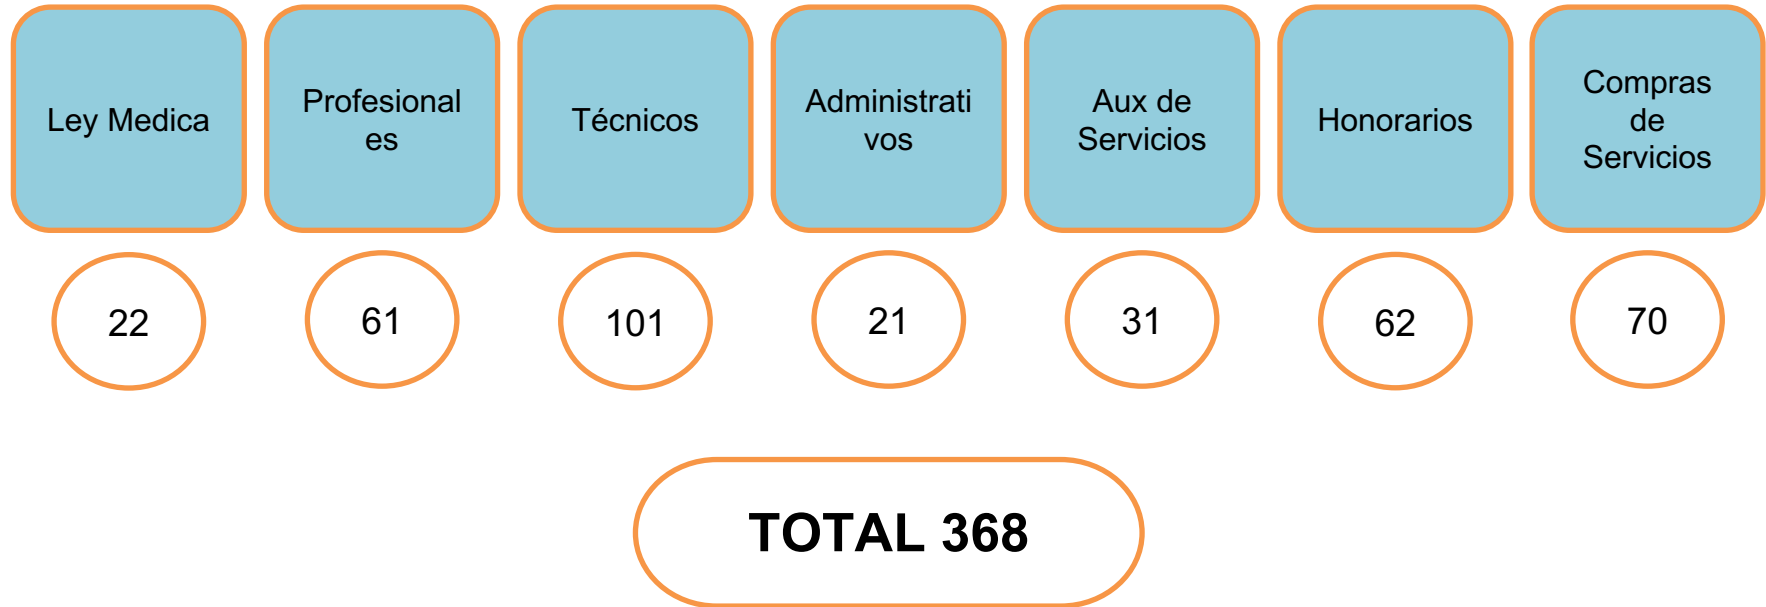 Ley Medica
Profesional
es
Técnicos
Administrati
vos
Aux de
Servicios
Honorarios
Compras
de
Servicios
22
61
101
21
31
62
70
TOTAL 368